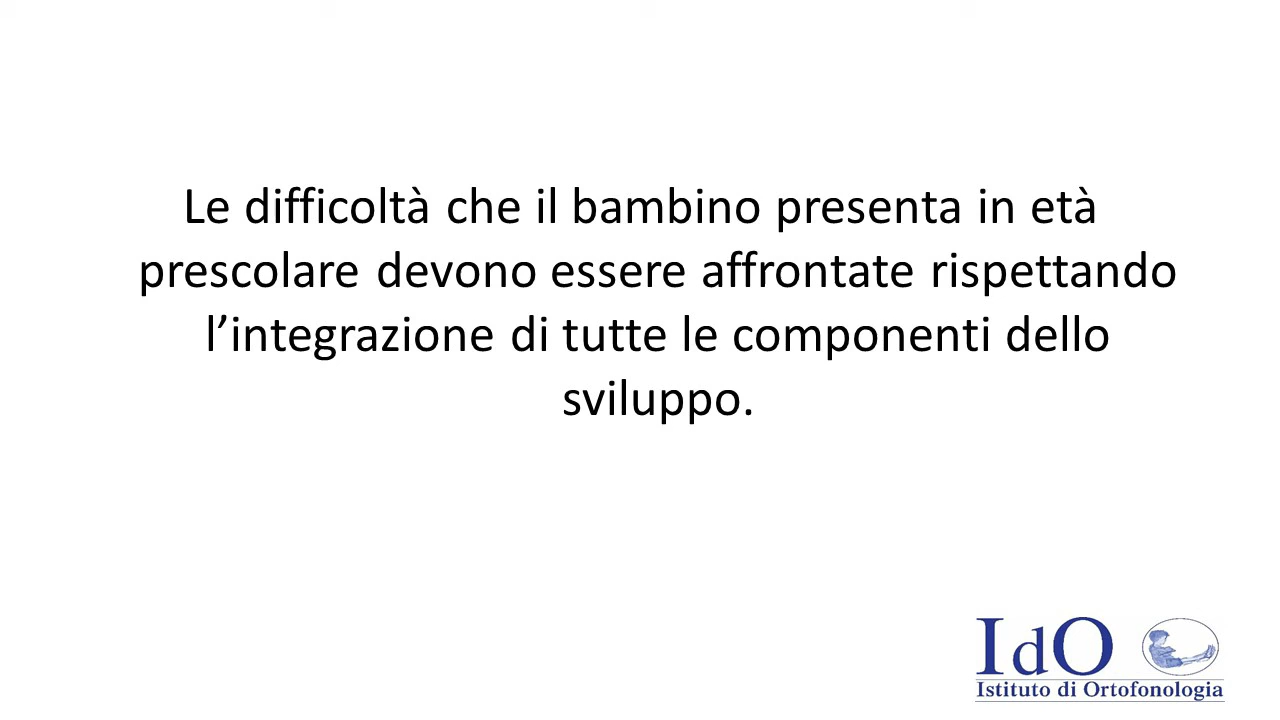 Le difficoltà che il bambino presenta in età
prescolare devono essere affrontate rispettando
l’integrazione di tutte le componenti dello
sviluppo.
IdO
Istituto di Ortofonologia